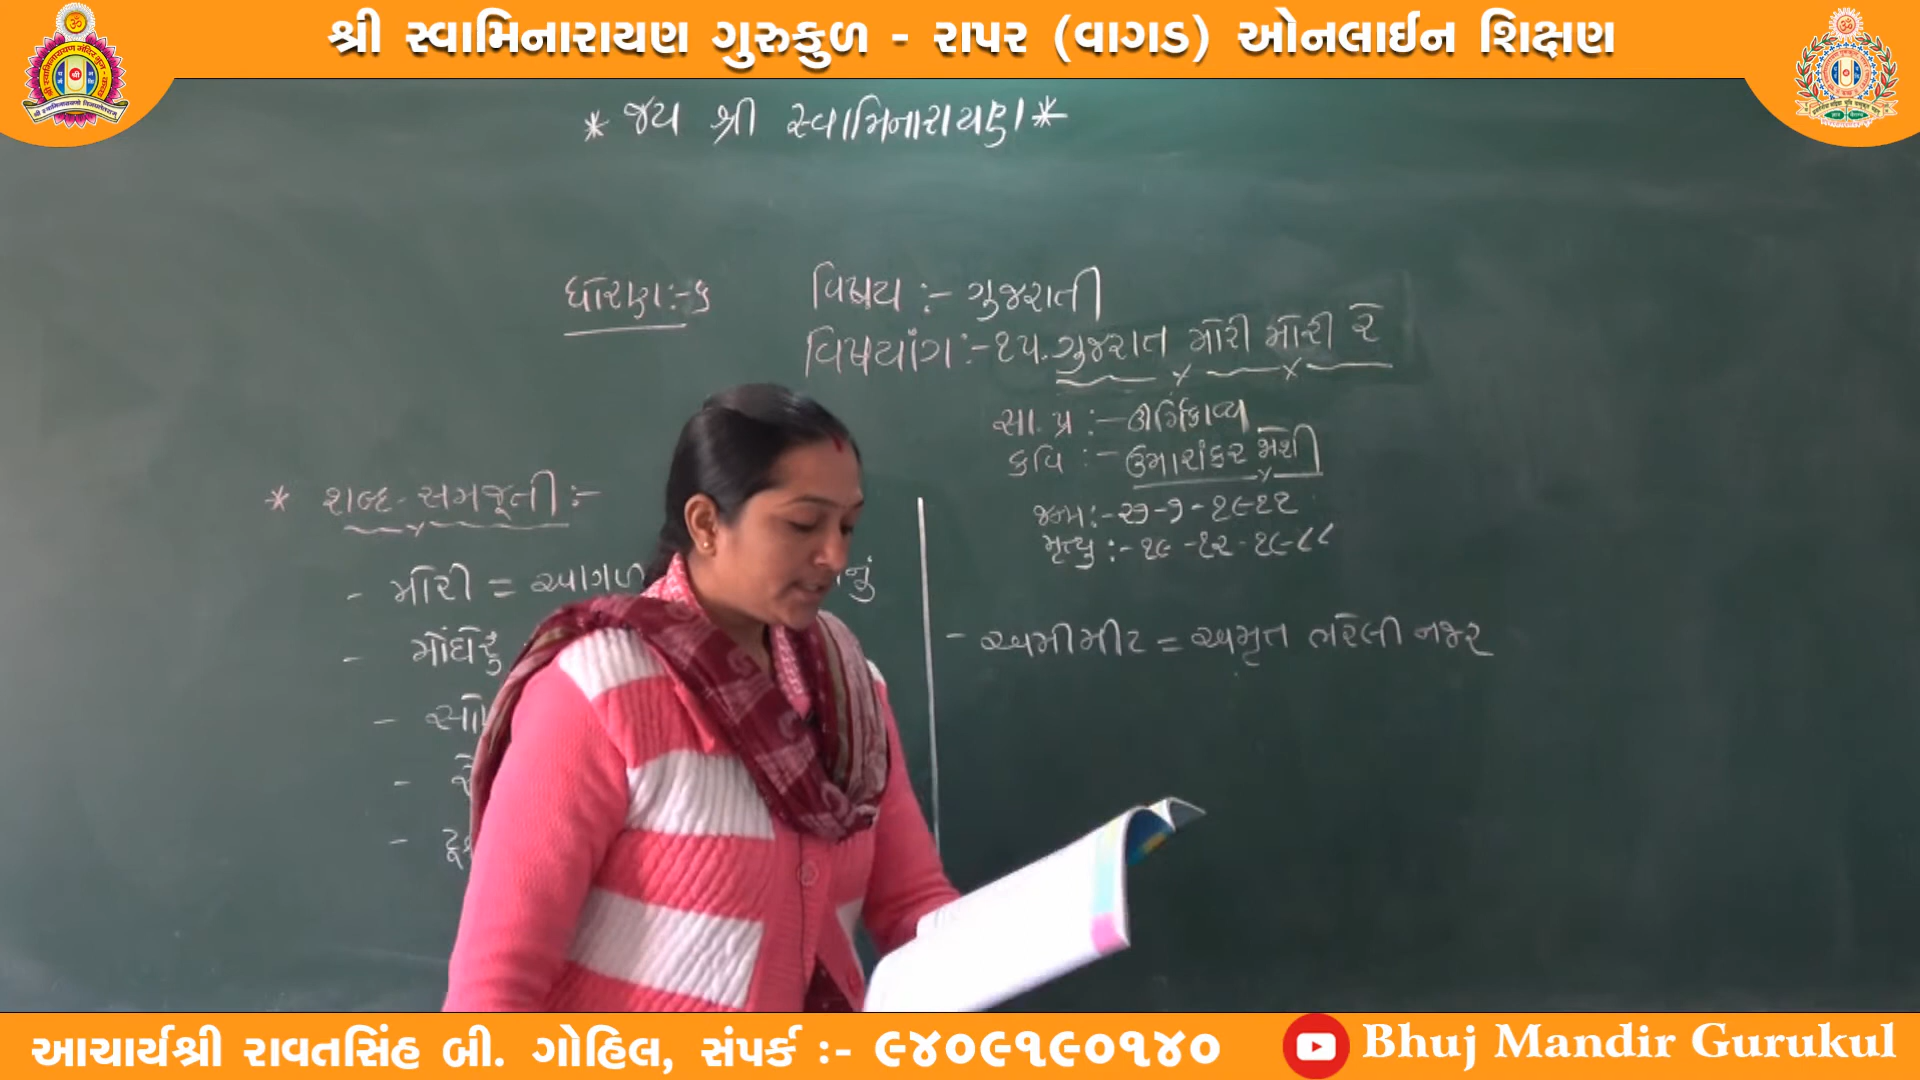 શ્રી સ્વામિનારાયણ ગુરુકુળ - રાપર (વાગડ) ઓનલાઈન શિક્ષણ
* જય શ્રી સ્વામિનારાયણ *
ધોરણ:-૬
વિષય :- ગુજરાતી
વિષયાંગ :- ૧૫. ગુજરાત મોરી મોરી રે
સા. પ્ર :- ઊર્મિકાવ્ય
કવિ :- ઉમાશંકર જોશી
જન્મ :- ૨૧-૭-૧૯૧૧
મૃત્યુ :- ૧૯-૧૨-૧૯૮૮
* શબ્દ-સમજૂતી :-
- મોરી = આગળ
- મોંઘેરું
- અમીમીટ = અમૃત ભરેલી નજર
આચાર્યશ્રી રાવતસિંહ બી. ગોહિલ, સંપર્ક :- ૯૪૦૯૧૯૦૧૪૦
Bhuj Mandir Gurukul